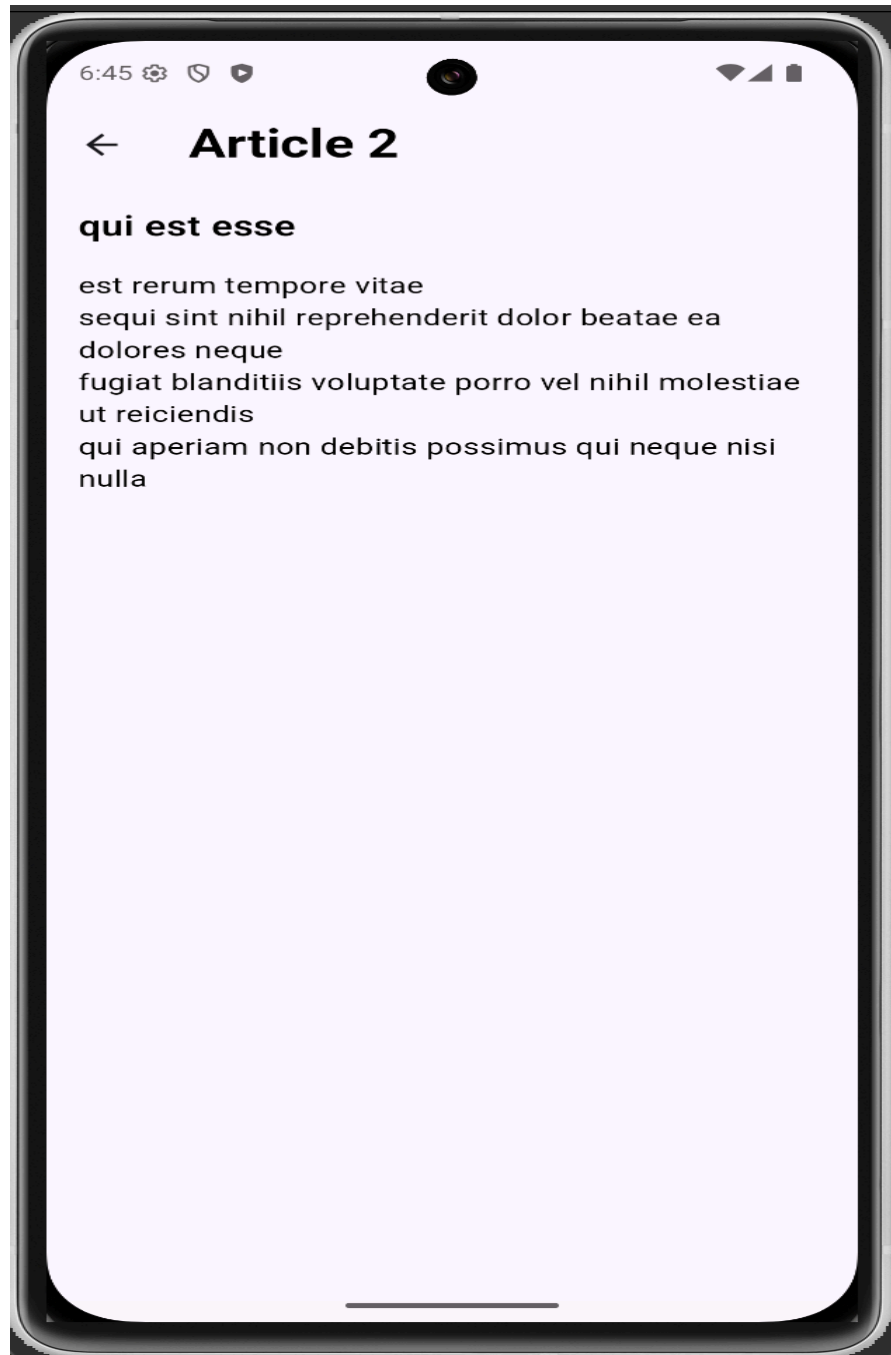 6:45
Article 2
qui est esse
est rerum tempore vitae
sequi sint nihil reprehenderit dolor beatae ea
dolores neque
fugiat blanditiis voluptate porro vel nihil molestiae
ut reiciendis
qui aperiam non debitis possimus qui neque nisi
nulla